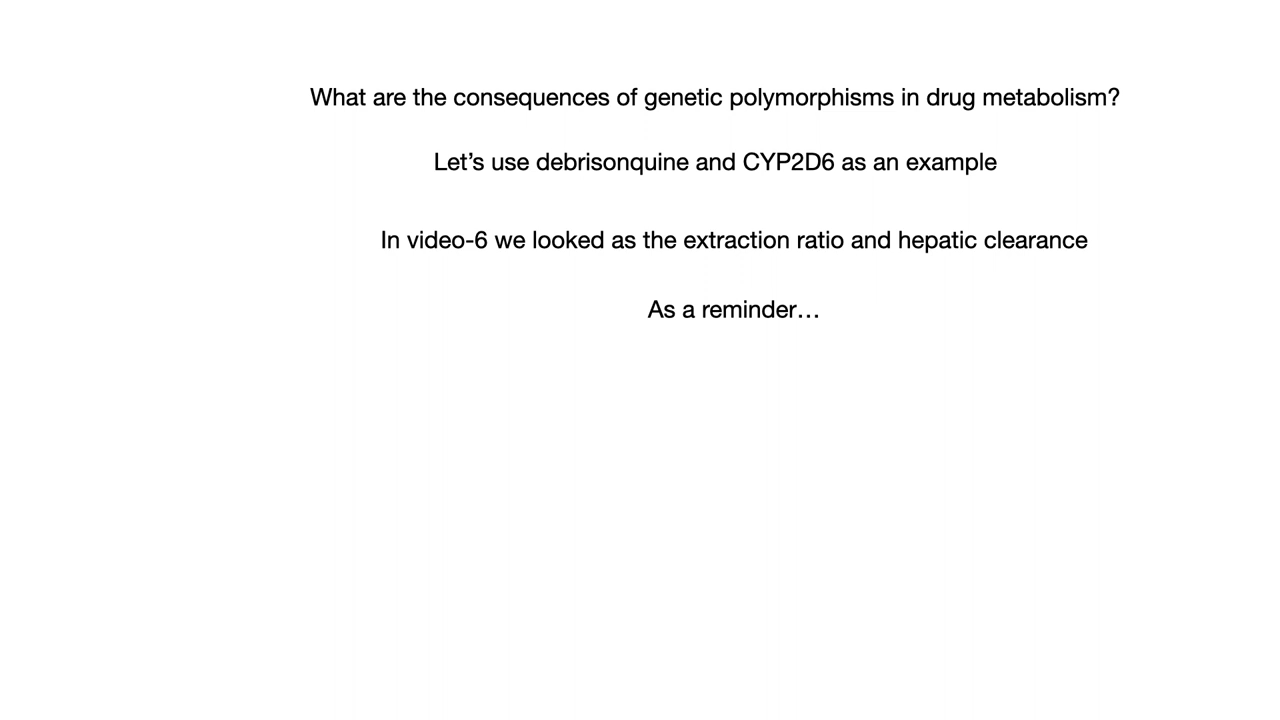 What are the consequences of genetic polymorphisms in drug metabolism?
Let’s use debrisonquine and CYP2D6 as an example
In video-6 we looked as the extraction ratio and hepatic clearance
As a reminder…